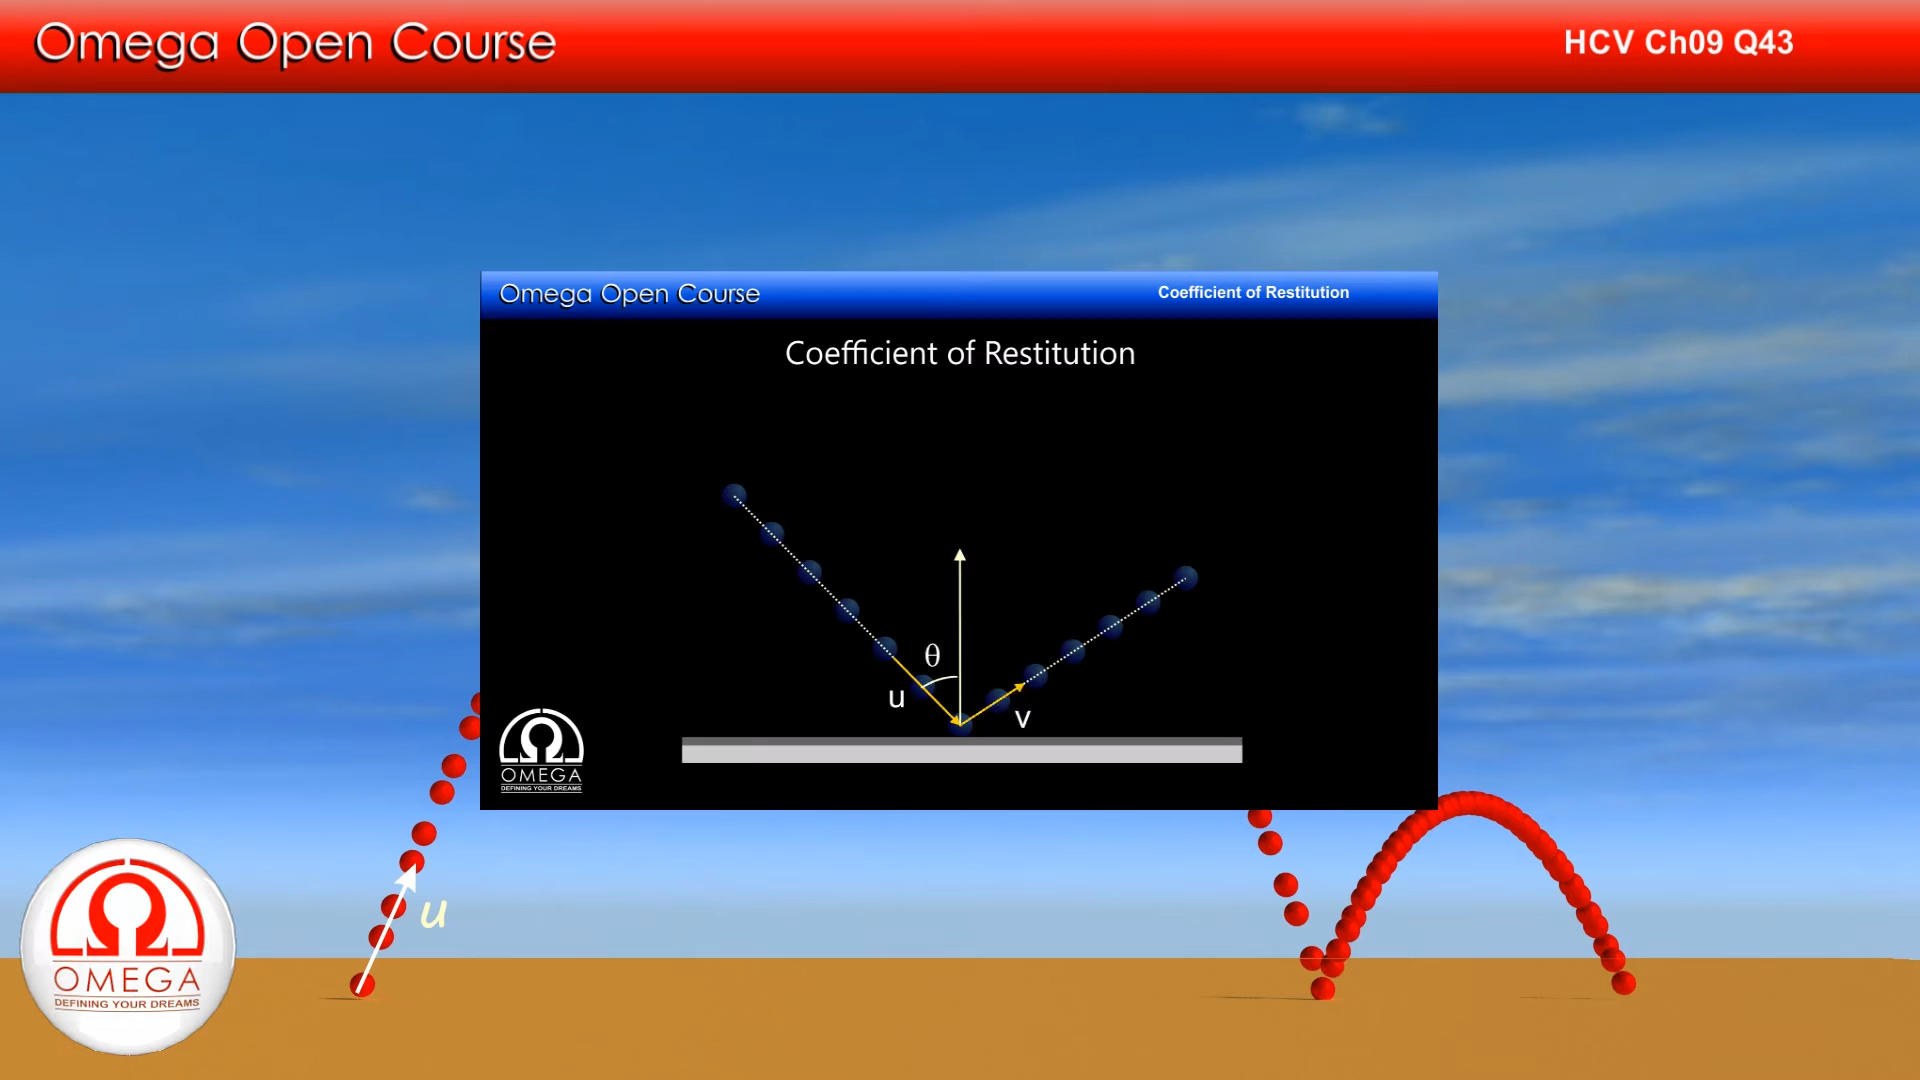 Omega Open Course
HCV Ch09 Q43
Omega Open Course
Coefficient of Restitution
Coefficient of Restitution
θ
u
v
Ω
OMEGA
DEFINING YOUR DREAMS
u
Ω
OMEGA
DEFINING YOUR DREAMS